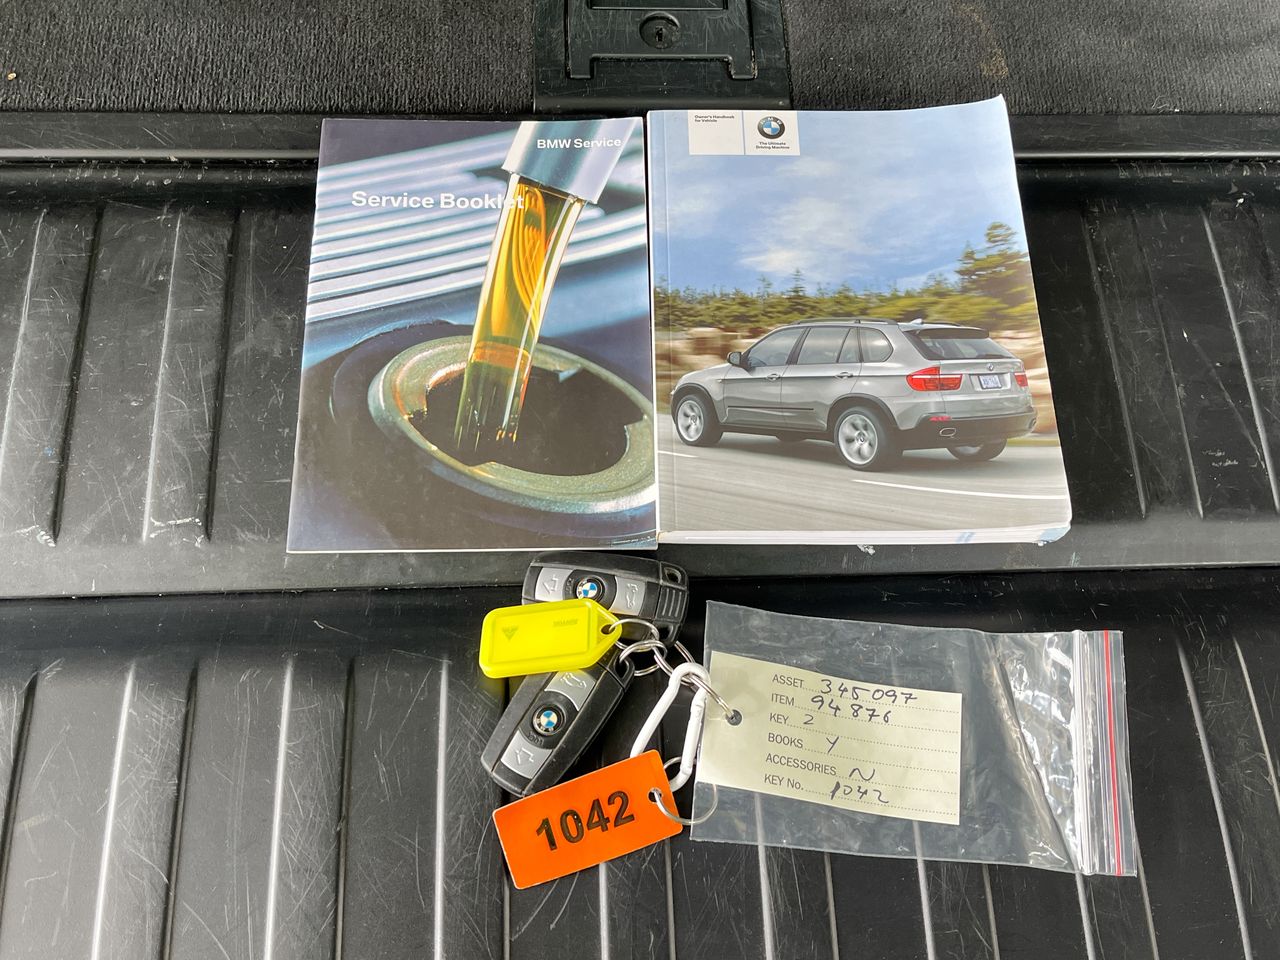 BMW Service
Service Booklet
Owner's Handbook
for Vehicle
The Ultimate
Driving Machine
ASSET 345097
ITEM 94876
KEY 2
BOOKS Y
ACCESSORIES N
KEY No. 1042
1042